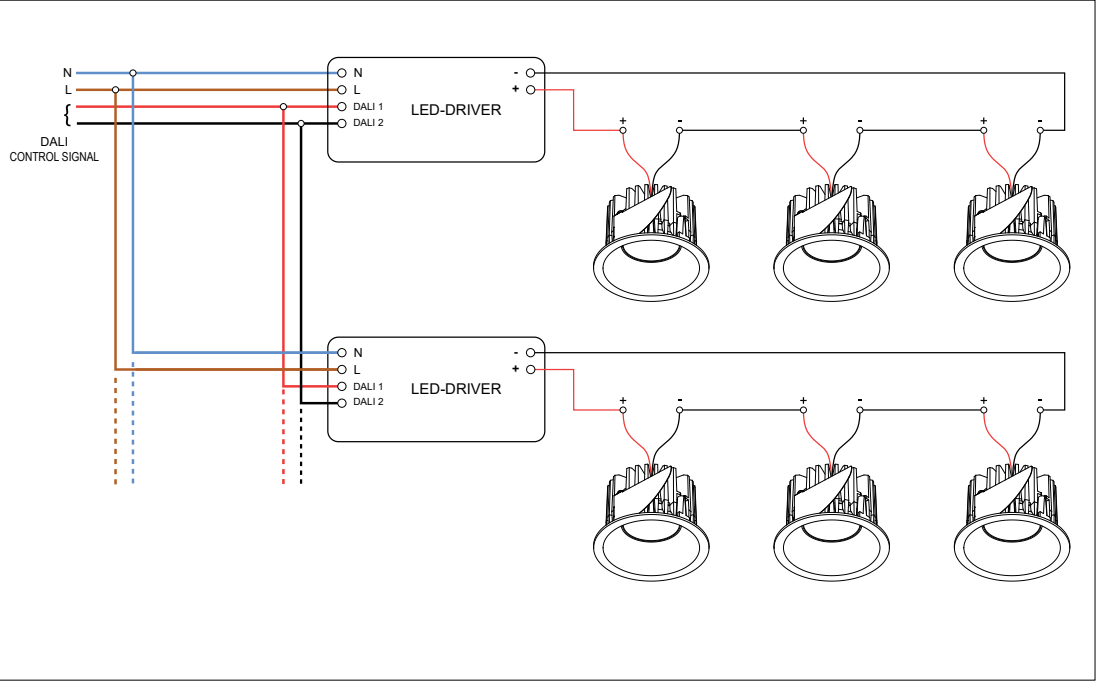 N
L
{
DALI
CONTROL SIGNAL
N
L
DALI 1
DALI 2
LED-DRIVER
-
+
+ - + - + -
N
L
DALI 1
DALI 2
LED-DRIVER
-
+
+ - + - + -